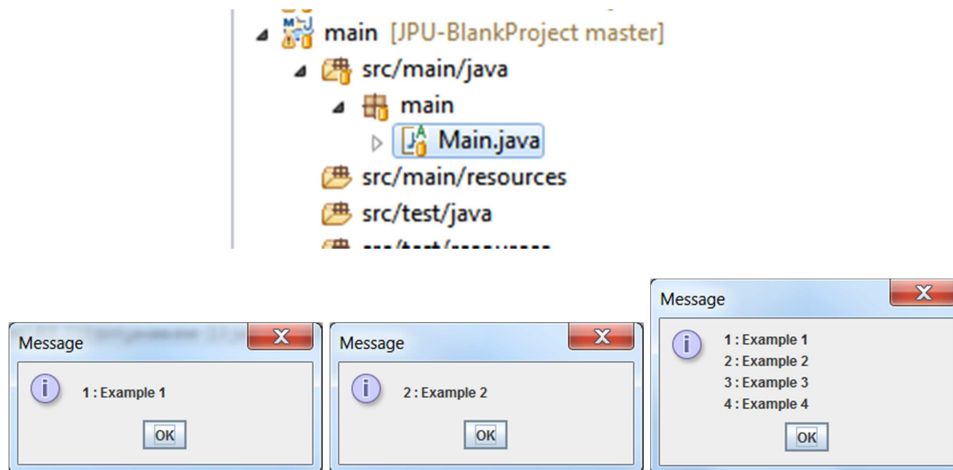 main [JPU-BlankProject master]
src/main/java
main
Main.java
src/main/resources
src/test/java
Message
1 : Example 1
OK
Message
2 : Example 2
OK
Message
1 : Example 1
2 : Example 2
3 : Example 3
4 : Example 4
OK